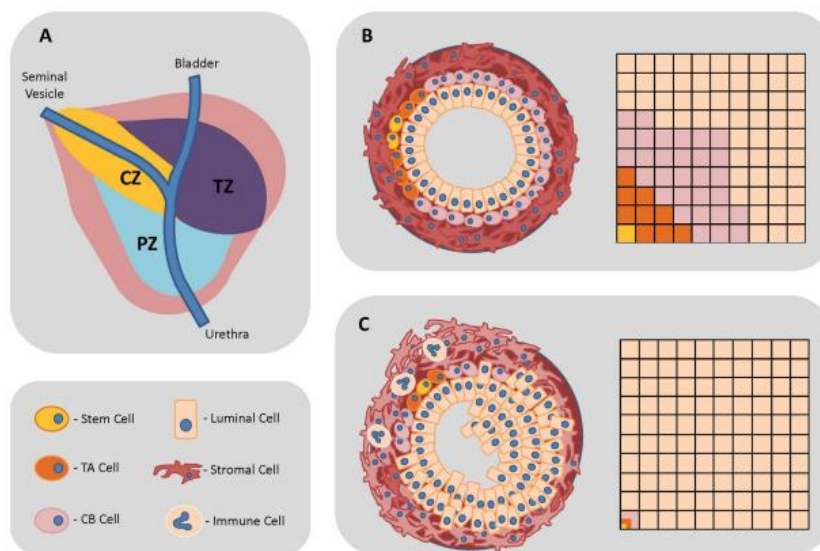 A
Seminal
Vesicle
Bladder
CZ
TZ
PZ
Urethra
B
C
- Stem Cell
- Luminal Cell
- TA Cell
- Stromal Cell
- CB Cell
- Immune Cell